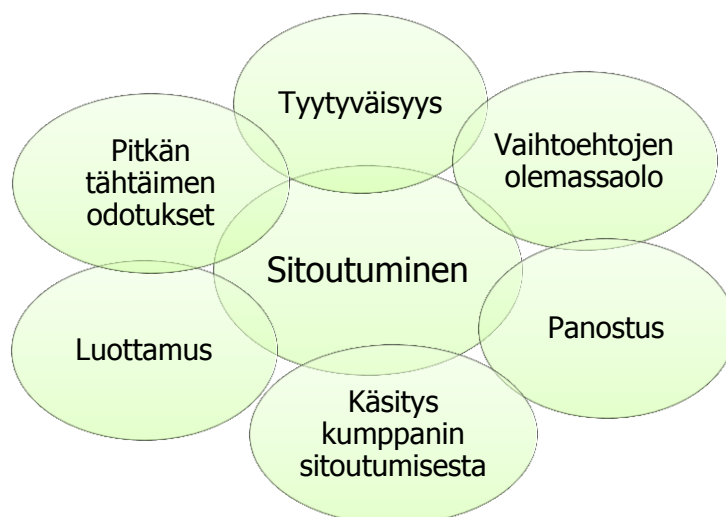 Tyytyväisyys
Vaihtoehtojen
olemassaolo
Pitkän
tähtäimen
odotukset
Sitoutuminen
Panostus
Luottamus
Käsitys
kumppanin
sitoutumisesta